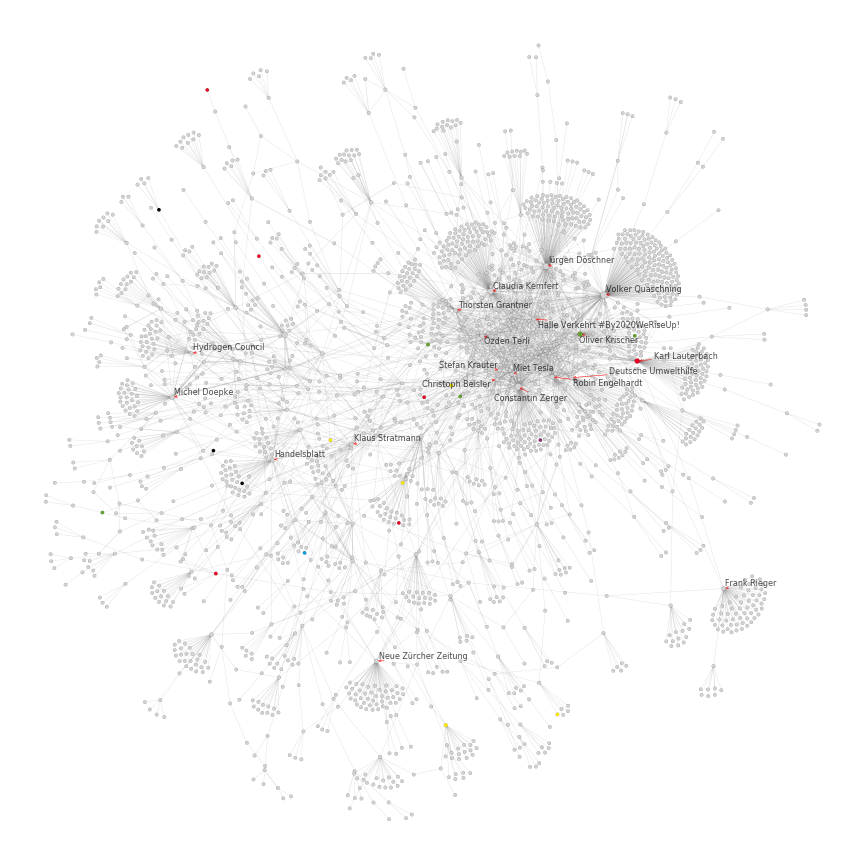 Jürgen Döschner
Claudia Kemfert
Volker Quaschning
Thorsten Grantner
Halle Verkehrt #By2020WeRiseUp!
Özden Terli
Oliver Krischer
Hydrogen Council
Karl Lauterbach
Stefan Krauter
Miet Tesla
Deutsche Umwelthilfe
Christoph Beisler
Robin Engelhardt
Michel Doepke
Constantin Zerger
Klaus Stratmann
Handelsblatt
Frank Rieger
Neue Zürcher Zeitung